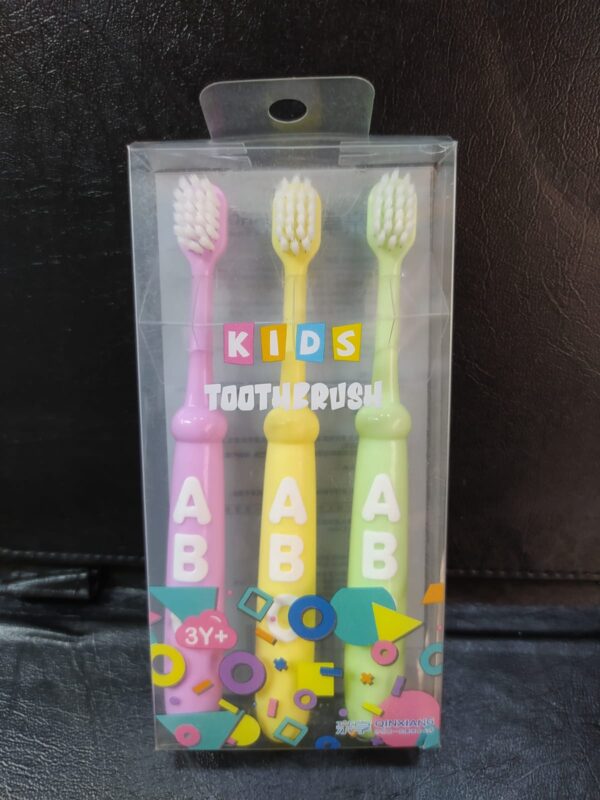 KIDS
TOOTHBRUSH
A A A
B B B
3Y+
QINXIANG